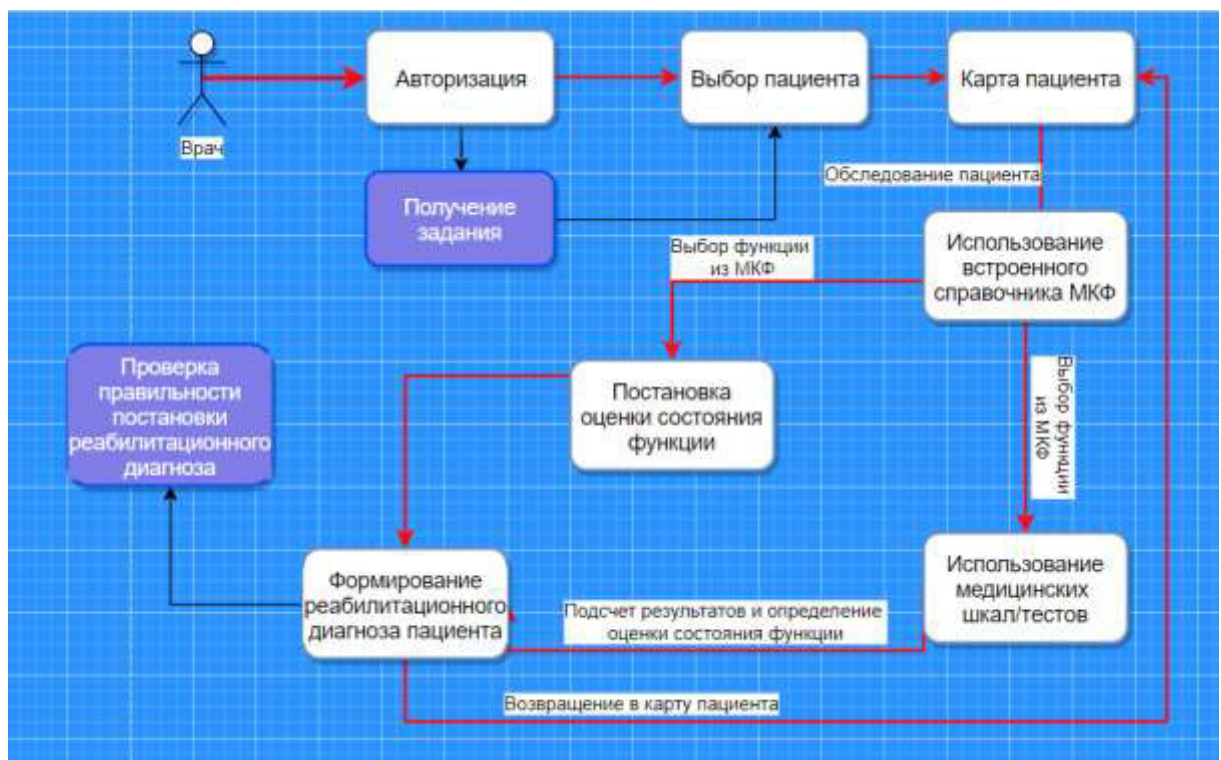 Врач
Авторизация
Выбор пациента
Карта пациента
Получение
задания
Обследование пациента
Выбор функции
из МКФ
Использование
встроенного
справочника МКФ
Проверка
правильности
постановки
реабилитационного
диагноза
Постановка
оценки состояния
функции
Выбор функции
из МКФ
Формирование
реабилитационного
диагноза пациента
Подсчет результатов и определение
оценки состояния функции
Использование
медицинских
шкал/тестов
Возвращение в карту пациента